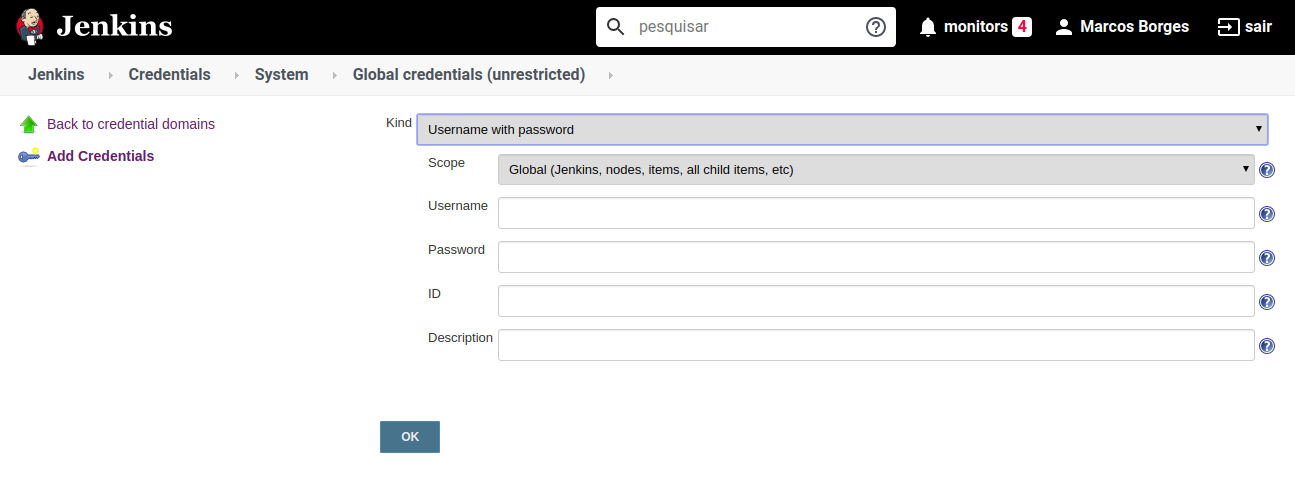 Jenkins
pesquisar
monitors 4
Marcos Borges
sair
Jenkins
Credentials
System
Global credentials (unrestricted)
Back to credential domains
Add Credentials
Kind
Username with password
Scope
Global (Jenkins, nodes, items, all child items, etc)
Username
Password
ID
Description
OK